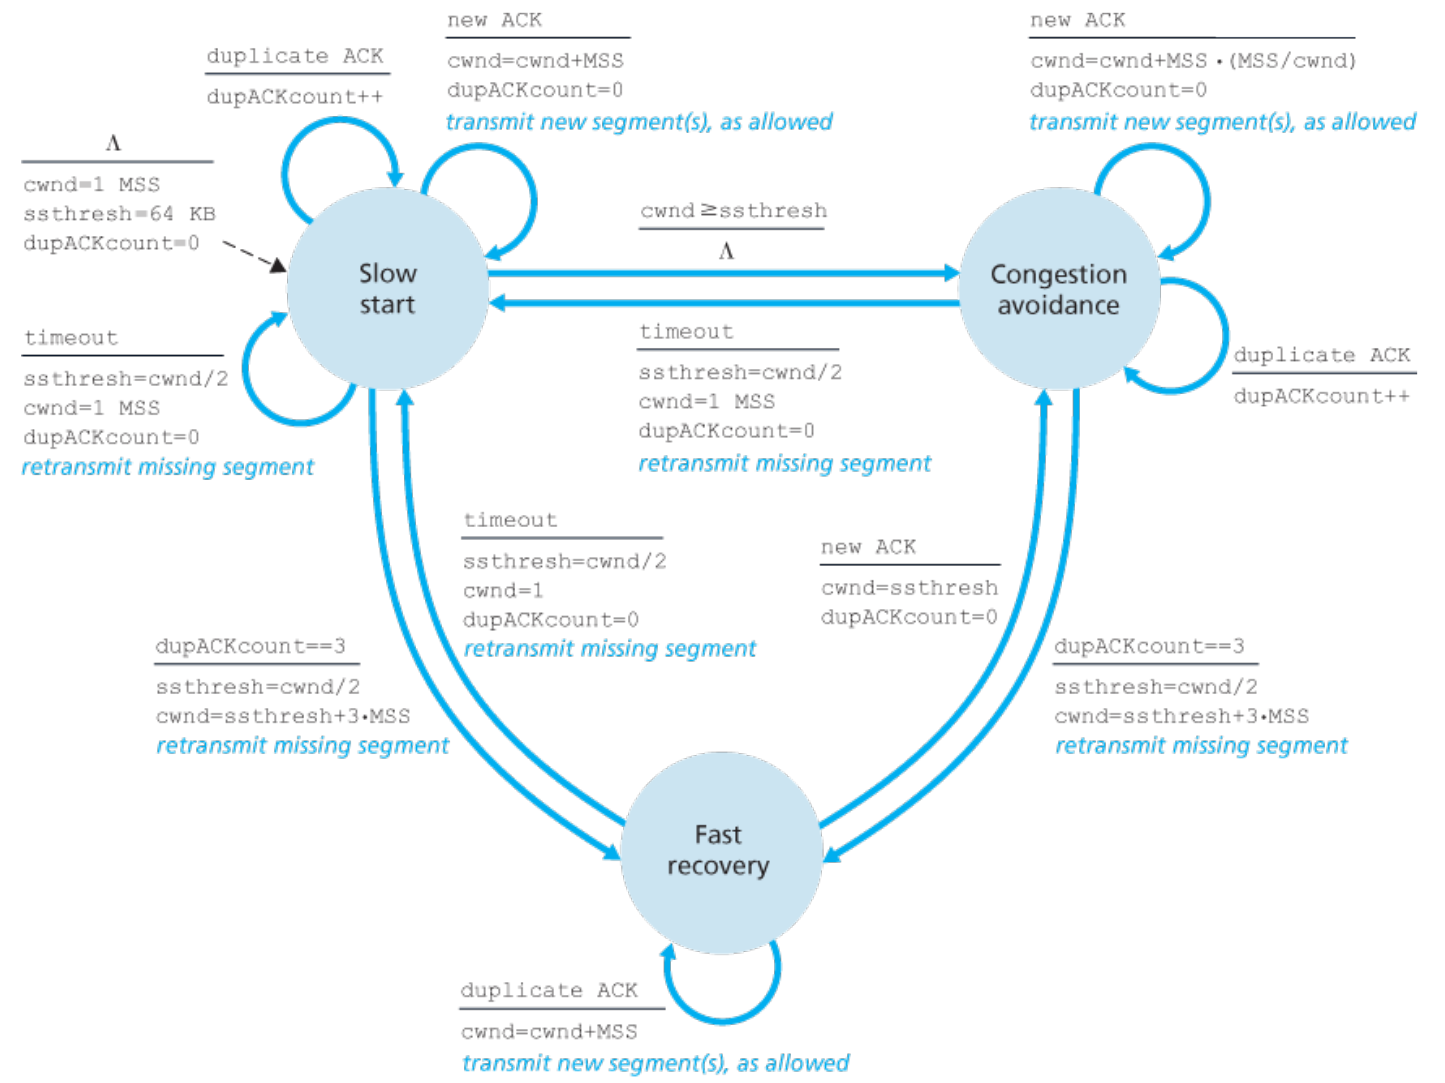 new ACK
cwnd=cwnd+MSS
dupACKcount=0
transmit new segment(s), as allowed
new ACK
cwnd=cwnd+MSS·(MSS/cwnd)
dupACKcount=0
transmit new segment(s), as allowed
duplicate ACK
dupACKcount++
Λ
cwnd=1 MSS
ssthresh=64 KB
dupACKcount=0
cwnd≥ssthresh
Λ
Slow
start
Congestion
avoidance
timeout
ssthresh=cwnd/2
cwnd=1 MSS
dupACKcount=0
retransmit missing segment
timeout
ssthresh=cwnd/2
cwnd=1 MSS
dupACKcount=0
retransmit missing segment
duplicate ACK
dupACKcount++
timeout
ssthresh=cwnd/2
cwnd=1
dupACKcount=0
retransmit missing segment
new ACK
cwnd=ssthresh
dupACKcount=0
dupACKcount==3
ssthresh=cwnd/2
cwnd=ssthresh+3·MSS
retransmit missing segment
dupACKcount==3
ssthresh=cwnd/2
cwnd=ssthresh+3·MSS
retransmit missing segment
Fast
recovery
duplicate ACK
cwnd=cwnd+MSS
transmit new segment(s), as allowed